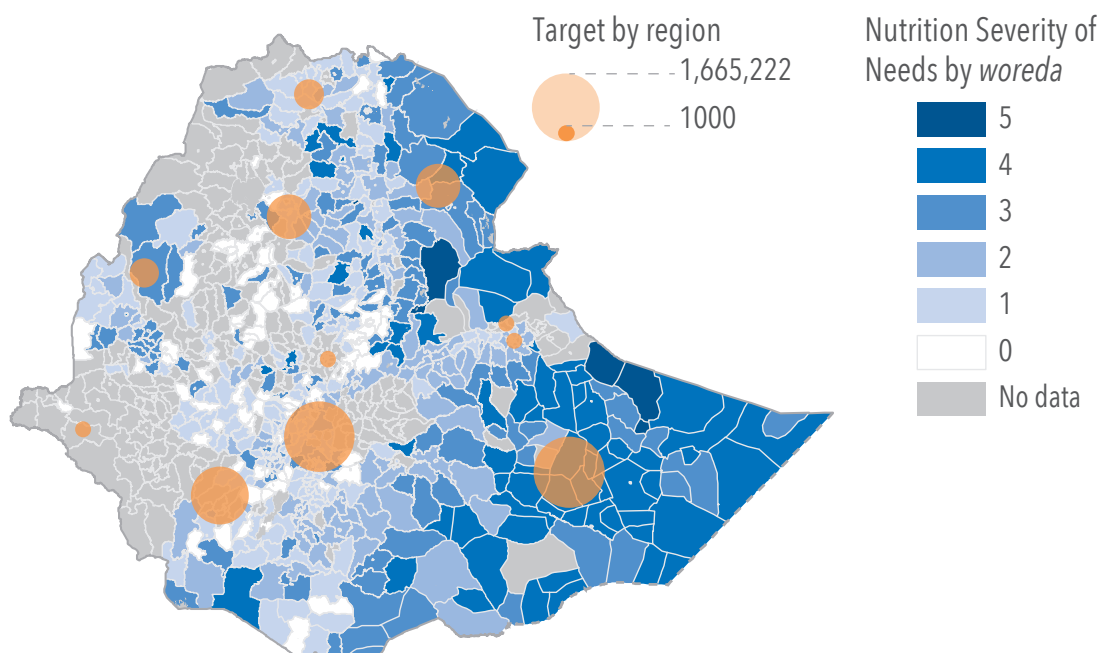 Target by region
1,665,222
1000
Nutrition Severity of
Needs by woreda
5
4
3
2
1
0
No data